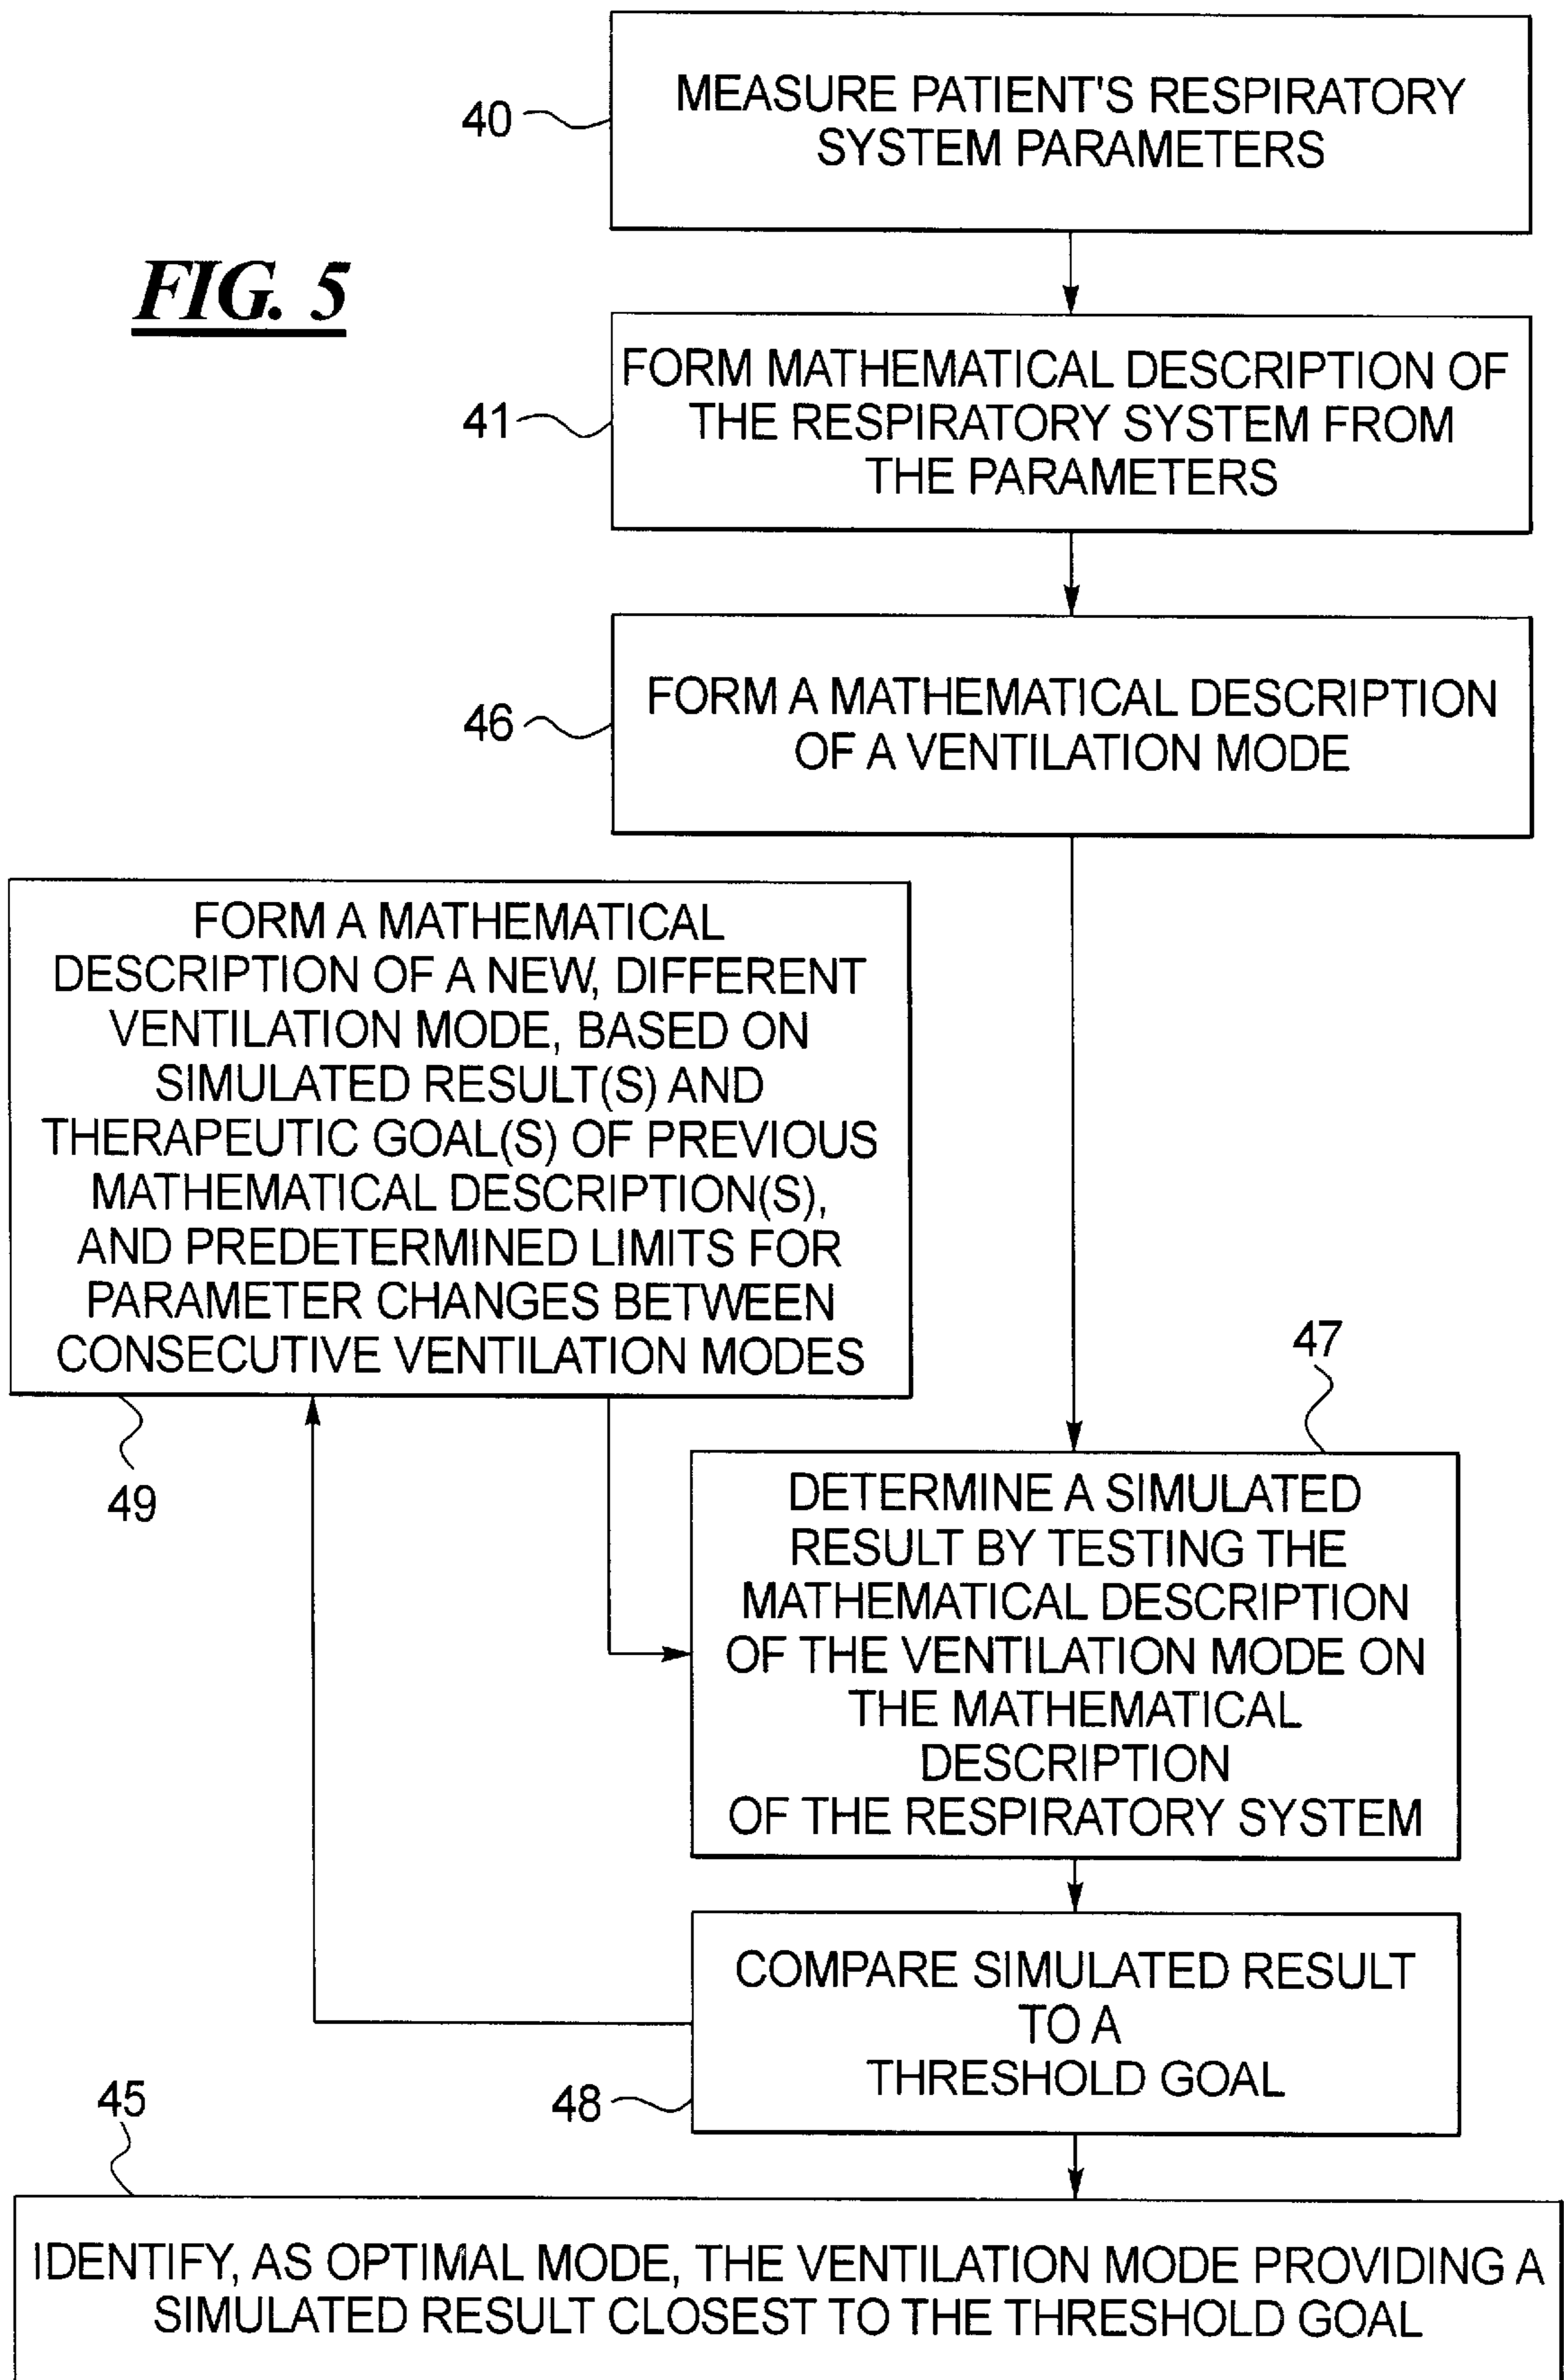 MEASURE PATIENT'S RESPIRATORY
SYSTEM PARAMETERS
40
FIG. 5
FORM MATHEMATICAL DESCRIPTION OF
THE RESPIRATORY SYSTEM FROM
THE PARAMETERS
41
FORM A MATHEMATICAL DESCRIPTION
OF A VENTILATION MODE
46
FORM A MATHEMATICAL
DESCRIPTION OF A NEW, DIFFERENT
VENTILATION MODE, BASED ON
SIMULATED RESULT(S) AND
THERAPEUTIC GOAL(S) OF PREVIOUS
MATHEMATICAL DESCRIPTION(S),
AND PREDETERMINED LIMITS FOR
PARAMETER CHANGES BETWEEN
CONSECUTIVE VENTILATION MODES
49
47
DETERMINE A SIMULATED
RESULT BY TESTING THE
MATHEMATICAL DESCRIPTION
OF THE VENTILATION MODE ON
THE MATHEMATICAL
DESCRIPTION
OF THE RESPIRATORY SYSTEM
COMPARE SIMULATED RESULT
TO A
THRESHOLD GOAL
48
45
IDENTIFY, AS OPTIMAL MODE, THE VENTILATION MODE PROVIDING A
SIMULATED RESULT CLOSEST TO THE THRESHOLD GOAL